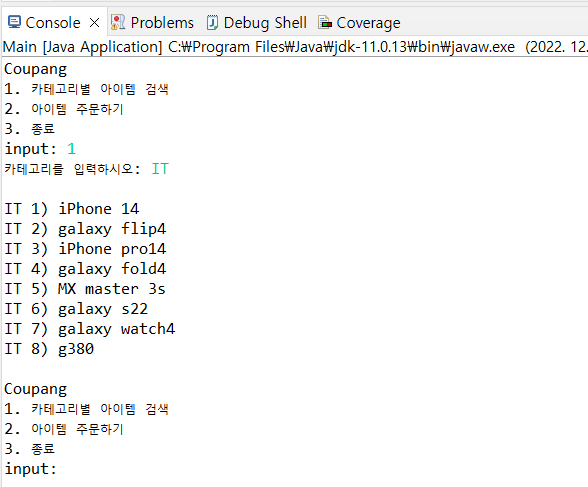 Console Problems Debug Shell Coverage
Main [Java Application] C:₩Program Files₩Java₩jdk-11.0.13₩bin₩javaw.exe (2022. 12.
Coupang
1. 카테고리별 아이템 검색
2. 아이템 주문하기
3. 종료
input: 1
카테고리를 입력하시오: IT
IT 1) iPhone 14
IT 2) galaxy flip4
IT 3) iPhone pro14
IT 4) galaxy fold4
IT 5) MX master 3s
IT 6) galaxy s22
IT 7) galaxy watch4
IT 8) g380
Coupang
1. 카테고리별 아이템 검색
2. 아이템 주문하기
3. 종료
input: